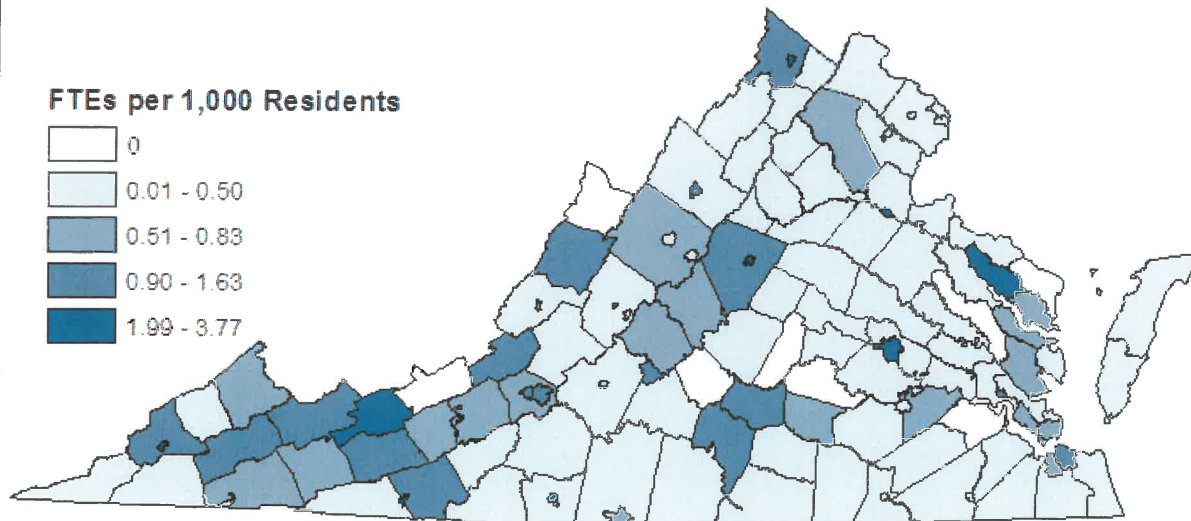 FTEs per 1,000 Residents
0
0.01 - 0.50
0.51 - 0.83
0.90 - 1.63
1.99 - 3.77